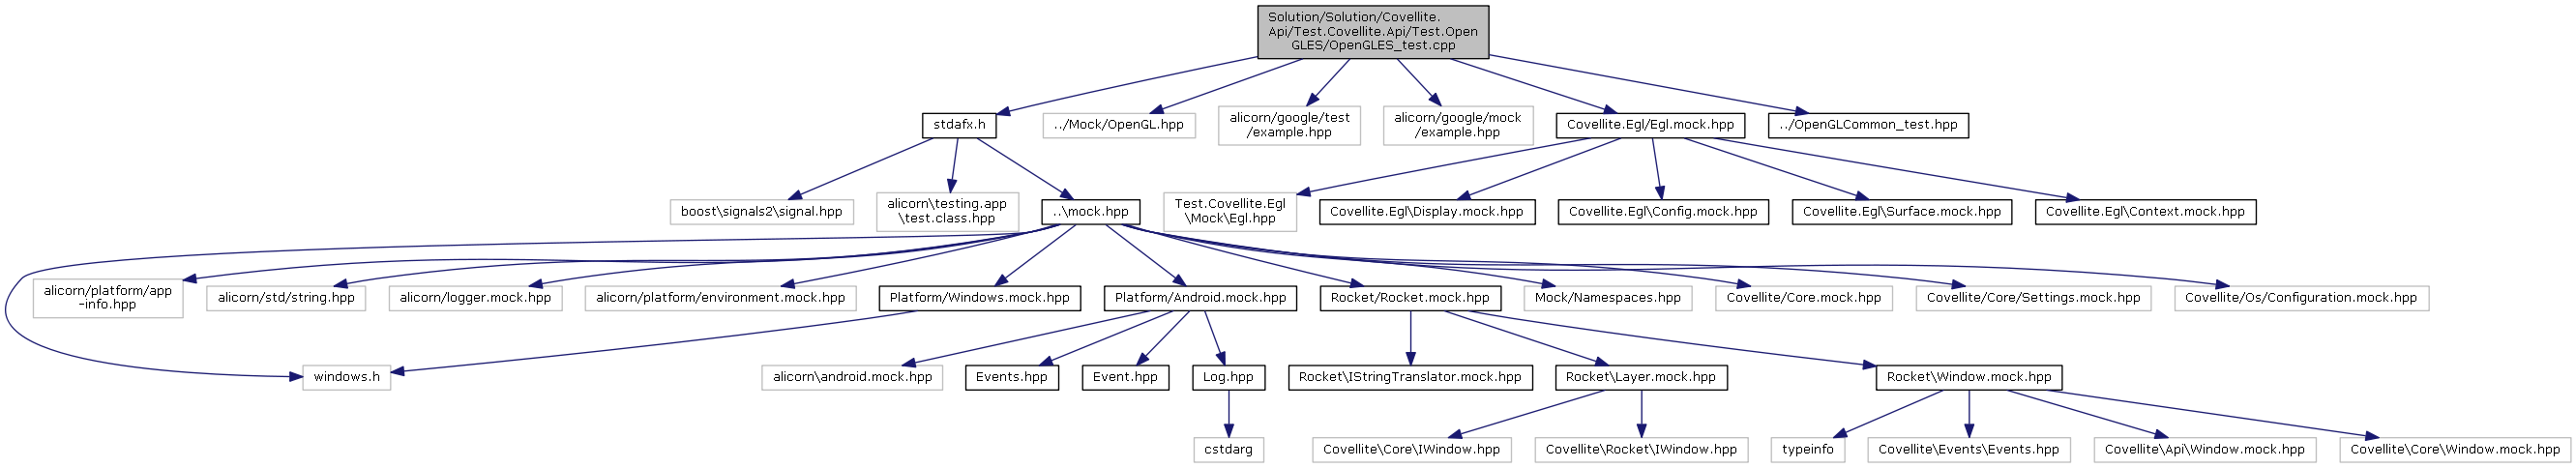 Solution/Solution/Covellite.
Api/Test.Covellite.Api/Test.Open
GLES/OpenGLES_test.cpp
stdafx.h
../Mock/OpenGL.hpp
alicorn/google/test
/example.hpp
alicorn/google/mock
/example.hpp
Covellite.Egl/Egl.mock.hpp
../OpenGLCommon_test.hpp
boost\signals2\signal.hpp
alicorn\testing.app
\test.class.hpp
..\mock.hpp
Test.Covellite.Egl
\Mock\Egl.hpp
Covellite.Egl\Display.mock.hpp
Covellite.Egl\Config.mock.hpp
Covellite.Egl\Surface.mock.hpp
Covellite.Egl\Context.mock.hpp
alicorn/platform/app
-info.hpp
alicorn/std/string.hpp
alicorn/logger.mock.hpp
alicorn/platform/environment.mock.hpp
Platform/Windows.mock.hpp
Platform/Android.mock.hpp
Rocket/Rocket.mock.hpp
Mock/Namespaces.hpp
Covellite/Core.mock.hpp
Covellite/Core/Settings.mock.hpp
Covellite/Os/Configuration.mock.hpp
windows.h
alicorn\android.mock.hpp
Events.hpp
Event.hpp
Log.hpp
Rocket\IStringTranslator.mock.hpp
Rocket\Layer.mock.hpp
Rocket\Window.mock.hpp
cstdarg
Covellite\Core\IWindow.hpp
Covellite\Rocket\IWindow.hpp
typeinfo
Covellite\Events\Events.hpp
Covellite\Api\Window.mock.hpp
Covellite\Core\Window.mock.hpp